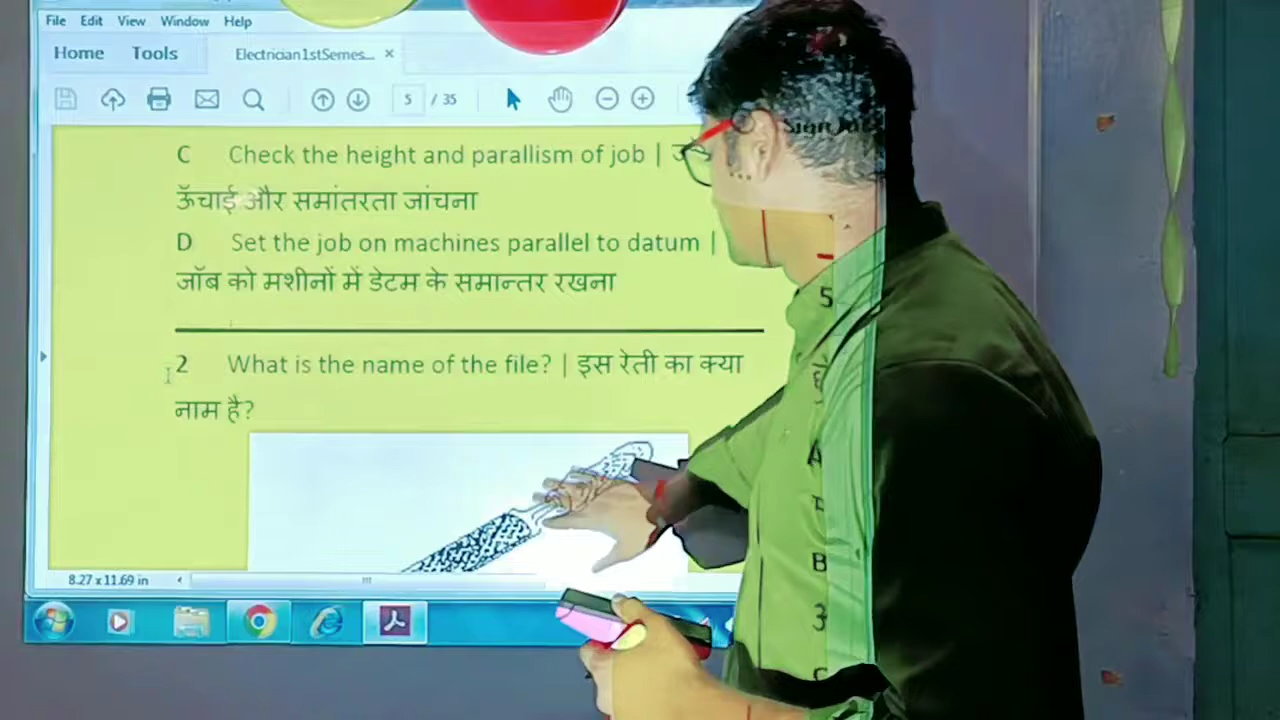 File Edit View Window Help
Home Tools Electrician1stSemes... ×
5 / 35
C Check the height and parallism of job |
ऊँचाई और समांतरता जांचना
D Set the job on machines parallel to datum |
जॉब को मशीनों में डेटम के समान्तर रखना
2 What is the name of the file? | इस रेती का क्या
नाम है?
8.27 x 11.69 in
5
A
B
3
C